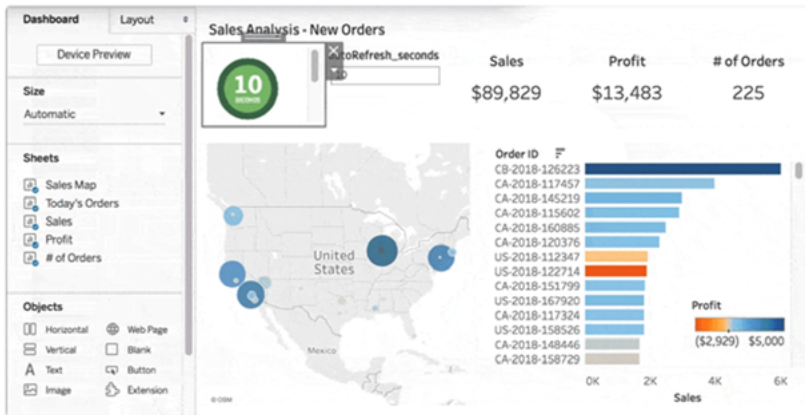 Dashboard
Layout
Device Preview
Size
Automatic
Sheets
Sales Map
Today's Orders
Sales
Profit
# of Orders
Objects
Horizontal
Web Page
Vertical
Blank
A Text
Button
Image
Extension
Sales Analysis - New Orders
10
SECONDS
utoRefresh_seconds
Sales
$89,829
Profit
$13,483
# of Orders
225
United
States
Mexico
© OSM
Order ID
CB-2018-126223
CA-2018-117457
CA-2018-145219
CA-2018-115602
CA-2018-160885
CA-2018-120376
US-2018-112347
US-2018-122714
CA-2018-151799
US-2018-167920
CA-2018-117324
US-2018-158526
CA-2018-148446
CA-2018-158729
Profit
($2,929) $5,000
0K 2K 4K 6K
Sales